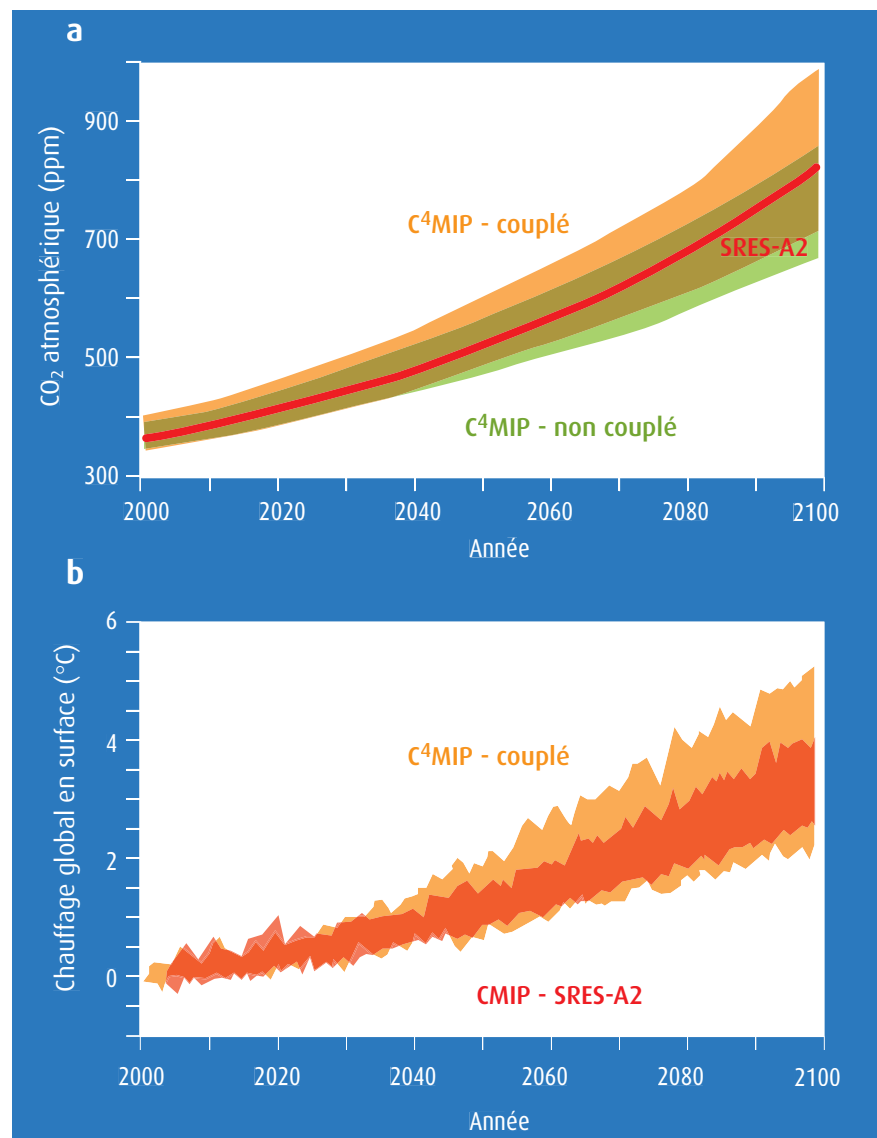 a
CO₂ atmosphérique (ppm)
900
700
500
300
C⁴MIP - couplé
SRES-A2
C⁴MIP - non couplé
2000 2020 2040 2060 2080 2100
Année
b
Chauffage global en surface (°C)
6
4
2
0
C⁴MIP - couplé
CMIP - SRES-A2
2000 2020 2040 2060 2080 2100
Année